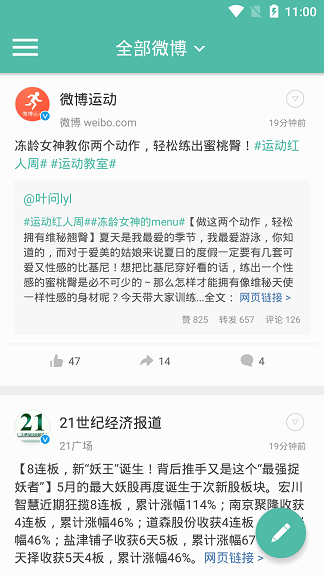 11:00
全部微博
微博运动
微博 weibo.com
19分钟前
冻龄女神教你两个动作，轻松练出蜜桃臀！#运动红
人周# #运动教室#
@叶问lyl
#运动红人周##冻龄女神的menu#【做这两个动作，轻松
拥有维秘翘臀】夏天是我最爱的季节，我最爱游泳，你知
道的，而对于爱美的姑娘来说夏日的度假一定要有几套可
爱又性感的比基尼！想把比基尼穿好看的话，练出一个性
感的蜜桃臀是必不可少的～那么怎样才能拥有像维秘天使
一样性感的身材呢？今天带大家训练...全文： 网页链接 >
赞 825 转发 657 评论 126
47 14 4
21
21世纪经济报道
21广场
19分钟前
【8连板，新“妖王”诞生！背后推手又是这个“最强捉
妖者”】5月的最大妖股再度诞生于次新股板块。宏川
智慧近期狂揽8连板，累计涨幅114%；南京聚隆收获
4连板，累计涨幅46%；道森股份收获4连板，
幅46%；盐津铺子收获6天5板，累计涨幅67
天择收获5天4板，累计涨幅46%。网页链接 >